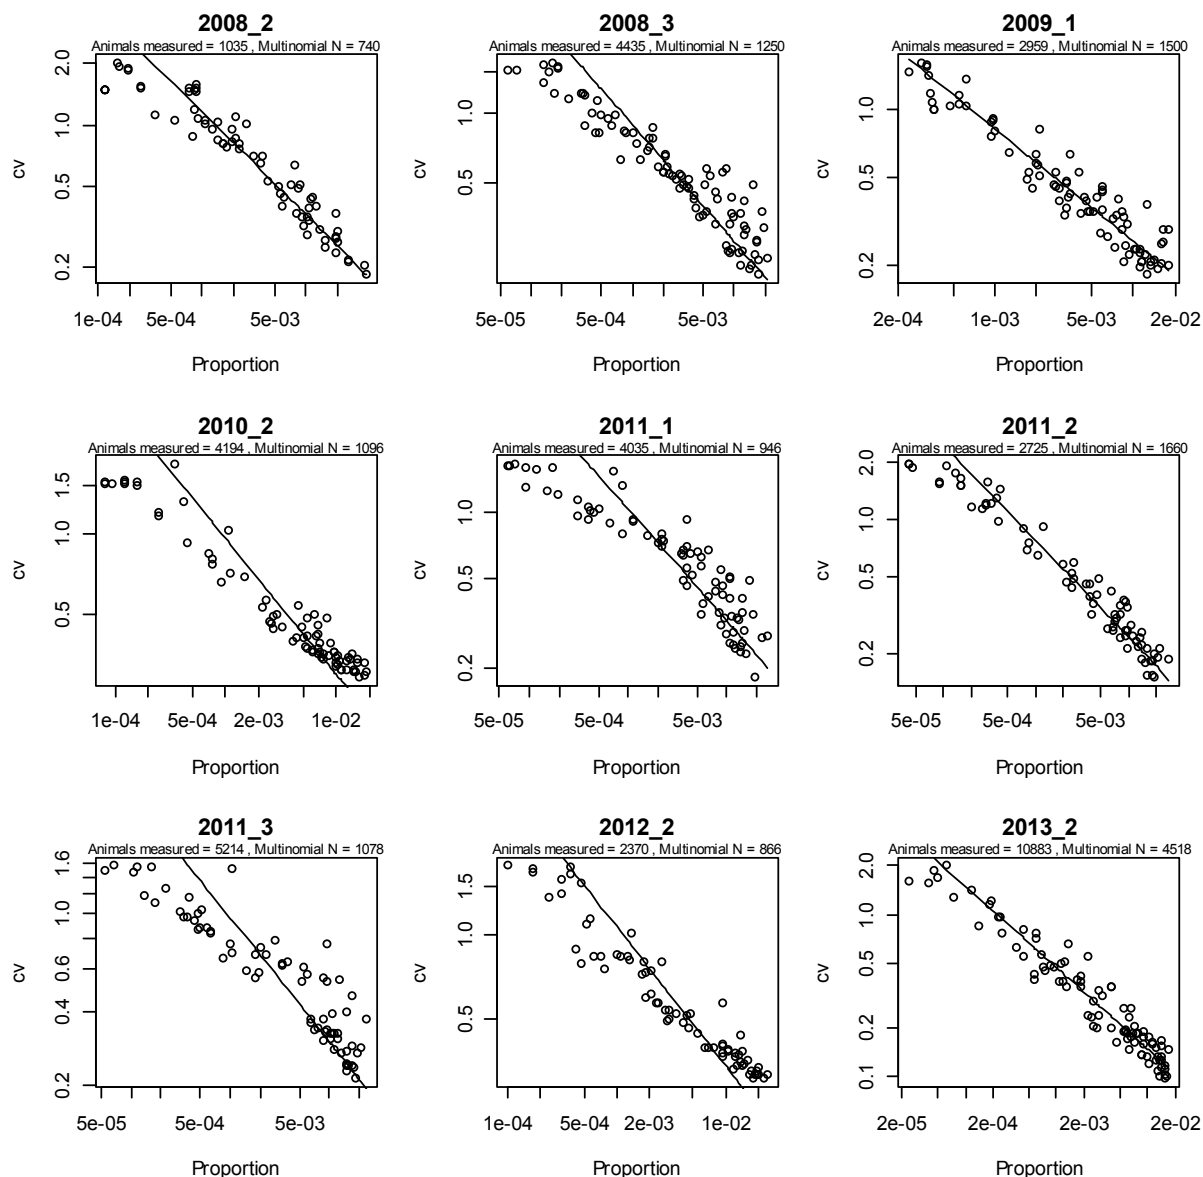 2008_2
Animals measured = 1035 , Multinomial N = 740
cv
2.0
1.0
0.5
0.2
1e-04
5e-04
5e-03
Proportion
2008_3
Animals measured = 4435 , Multinomial N = 1250
cv
1.0
0.5
5e-05
5e-04
5e-03
Proportion
2009_1
Animals measured = 2959 , Multinomial N = 1500
cv
1.0
0.5
0.2
2e-04
1e-03
5e-03
2e-02
Proportion
2010_2
Animals measured = 4194 , Multinomial N = 1096
cv
1.5
1.0
0.5
1e-04
5e-04
2e-03
1e-02
Proportion
2011_1
Animals measured = 4035 , Multinomial N = 946
cv
1.0
0.5
0.2
5e-05
5e-04
5e-03
Proportion
2011_2
Animals measured = 2725 , Multinomial N = 1660
cv
2.0
1.0
0.5
0.2
5e-05
5e-04
5e-03
Proportion
2011_3
Animals measured = 5214 , Multinomial N = 1078
cv
1.6
1.0
0.6
0.4
0.2
5e-05
5e-04
5e-03
Proportion
2012_2
Animals measured = 2370 , Multinomial N = 866
cv
1.5
1.0
0.5
1e-04
5e-04
2e-03
1e-02
Proportion
2013_2
Animals measured = 10883 , Multinomial N = 4518
cv
2.0
1.0
0.5
0.2
0.1
2e-05
2e-04
2e-03
2e-02
Proportion